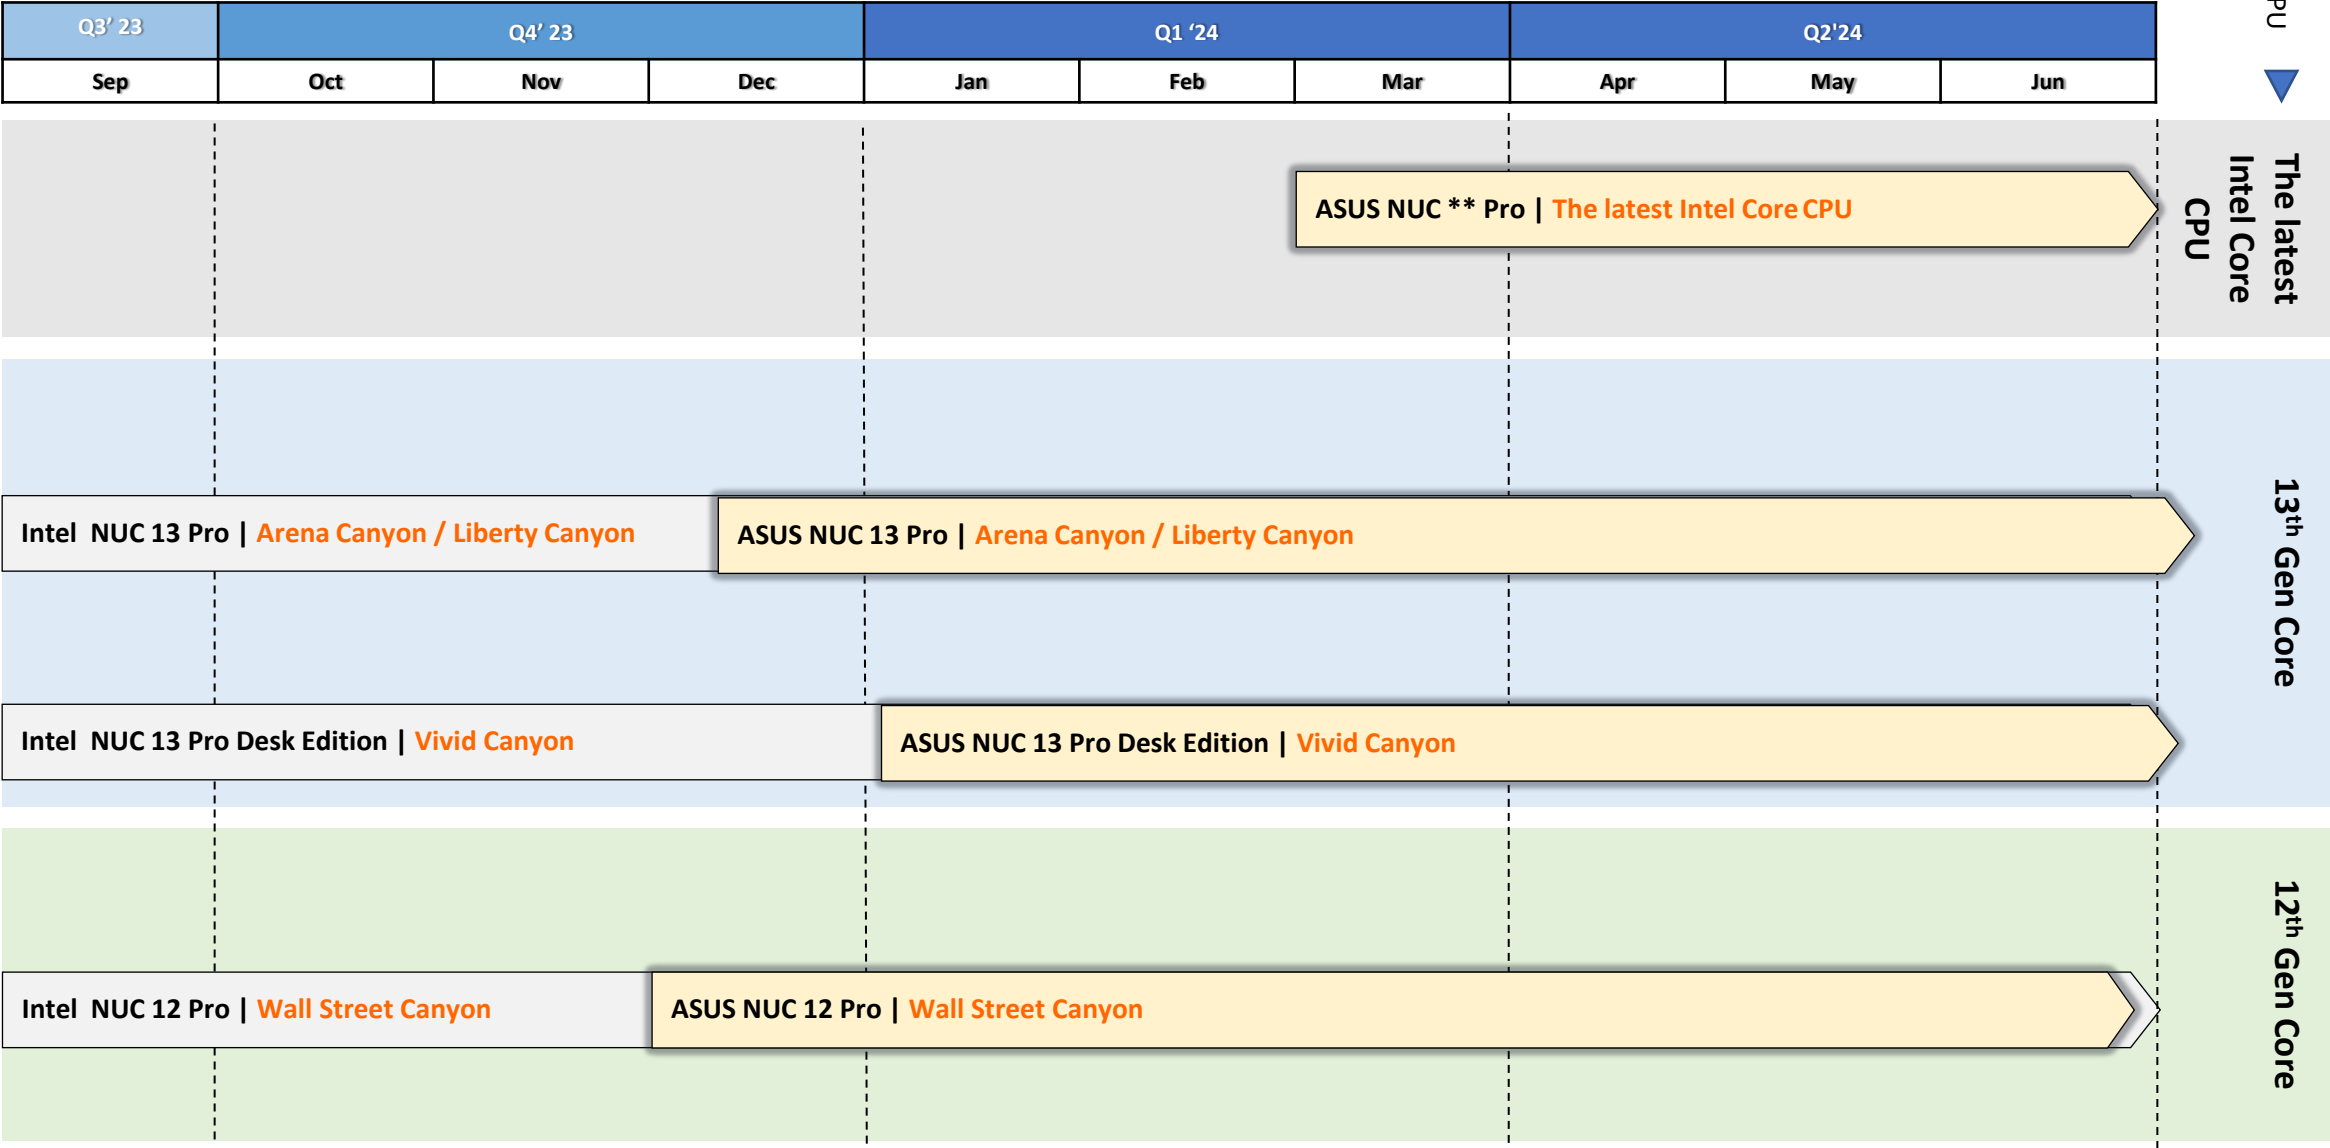 Q3’ 23
Q4’ 23
Q1 ‘24
Q2'24
PU
Sep
Oct
Nov
Dec
Jan
Feb
Mar
Apr
May
Jun
ASUS NUC ** Pro | The latest Intel Core CPU
The latest
Intel Core
CPU
Intel NUC 13 Pro | Arena Canyon / Liberty Canyon
ASUS NUC 13 Pro | Arena Canyon / Liberty Canyon
13th Gen Core
Intel NUC 13 Pro Desk Edition | Vivid Canyon
ASUS NUC 13 Pro Desk Edition | Vivid Canyon
Intel NUC 12 Pro | Wall Street Canyon
ASUS NUC 12 Pro | Wall Street Canyon
12th Gen Core